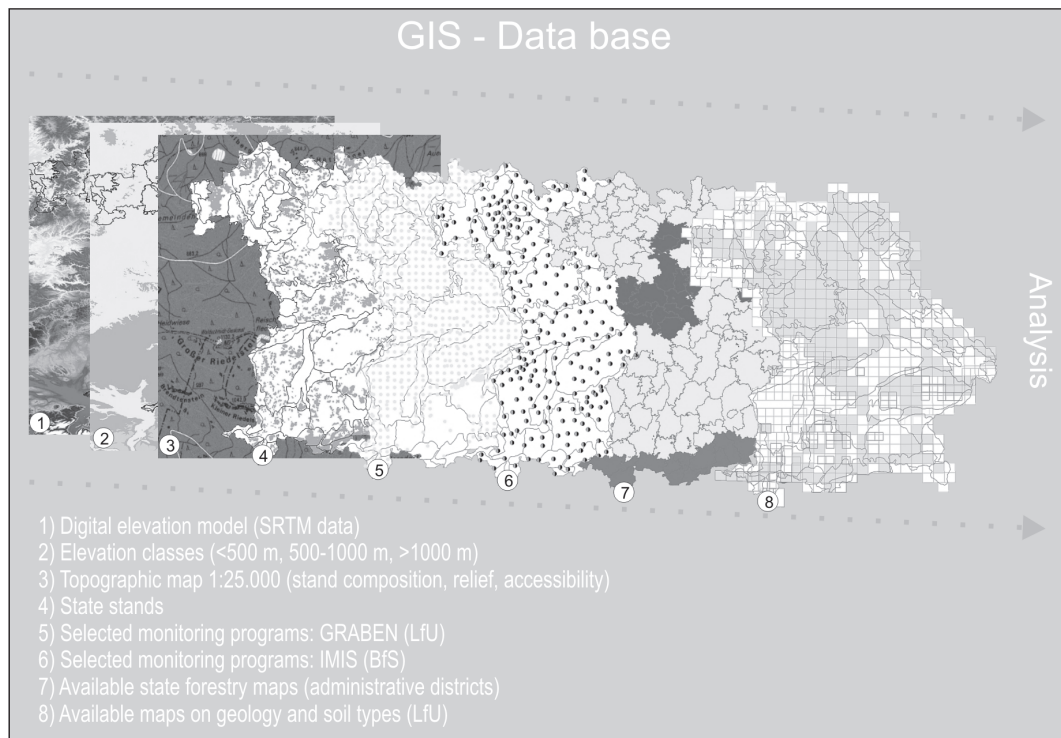 GIS - Data base
Analysis
1
2
3
4
5
6
7
8
1) Digital elevation model (SRTM data)
2) Elevation classes (<500 m, 500-1000 m, >1000 m)
3) Topographic map 1:25.000 (stand composition, relief, accessibility)
4) State stands
5) Selected monitoring programs: GRABEN (LfU)
6) Selected monitoring programs: IMIS (BfS)
7) Available state forestry maps (administrative districts)
8) Available maps on geology and soil types (LfU)